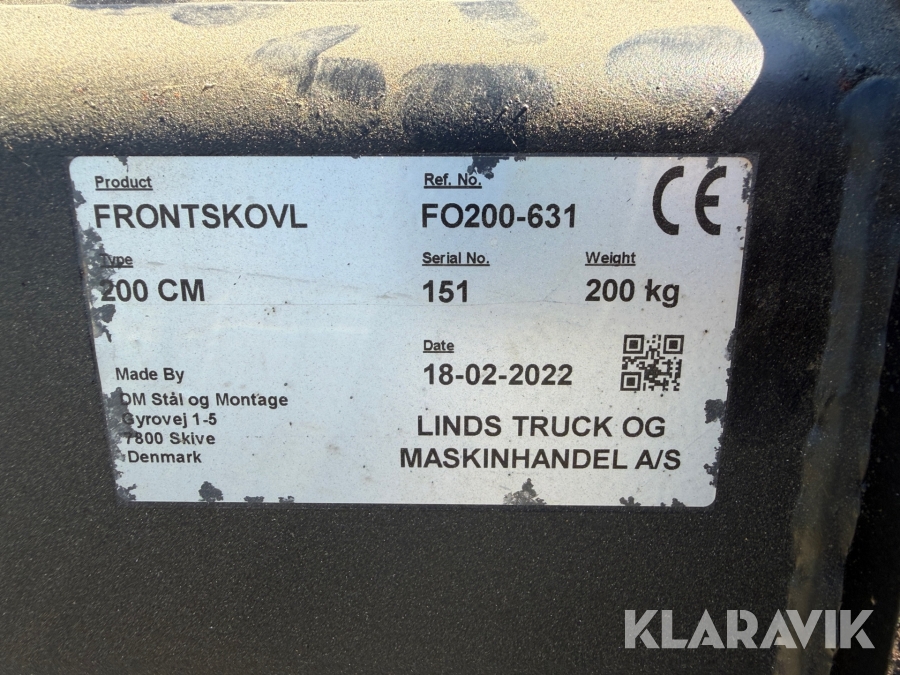 Product
FRONTSKOVL
Ref. No.
FO200-631
CE
Type
200 CM
Serial No.
151
Weight
200 kg
Date
18-02-2022
Made By
DM Stål og Montage
Gyrovej 1-5
7800 Skive
Denmark
LINDS TRUCK OG
MASKINHANDEL A/S
KLARAVIK